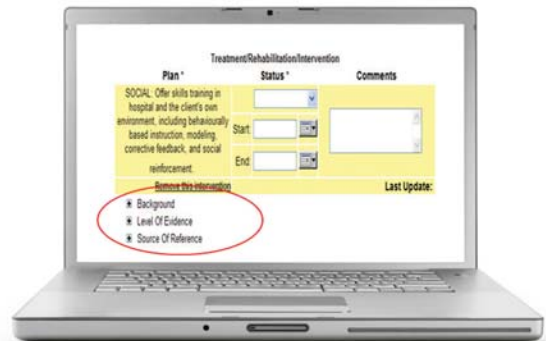 Treatment/Rehabilitation/Intervention
Plan * Status * Comments
SOCIAL: Offer skills training in
hospital and the client's own
environment, including behaviourally
based instruction, modeling,
corrective feedback, and social
reinforcement.
Start:
End:
Remove this intervention Last Update:
Background
Level Of Evidence
Source Of Reference